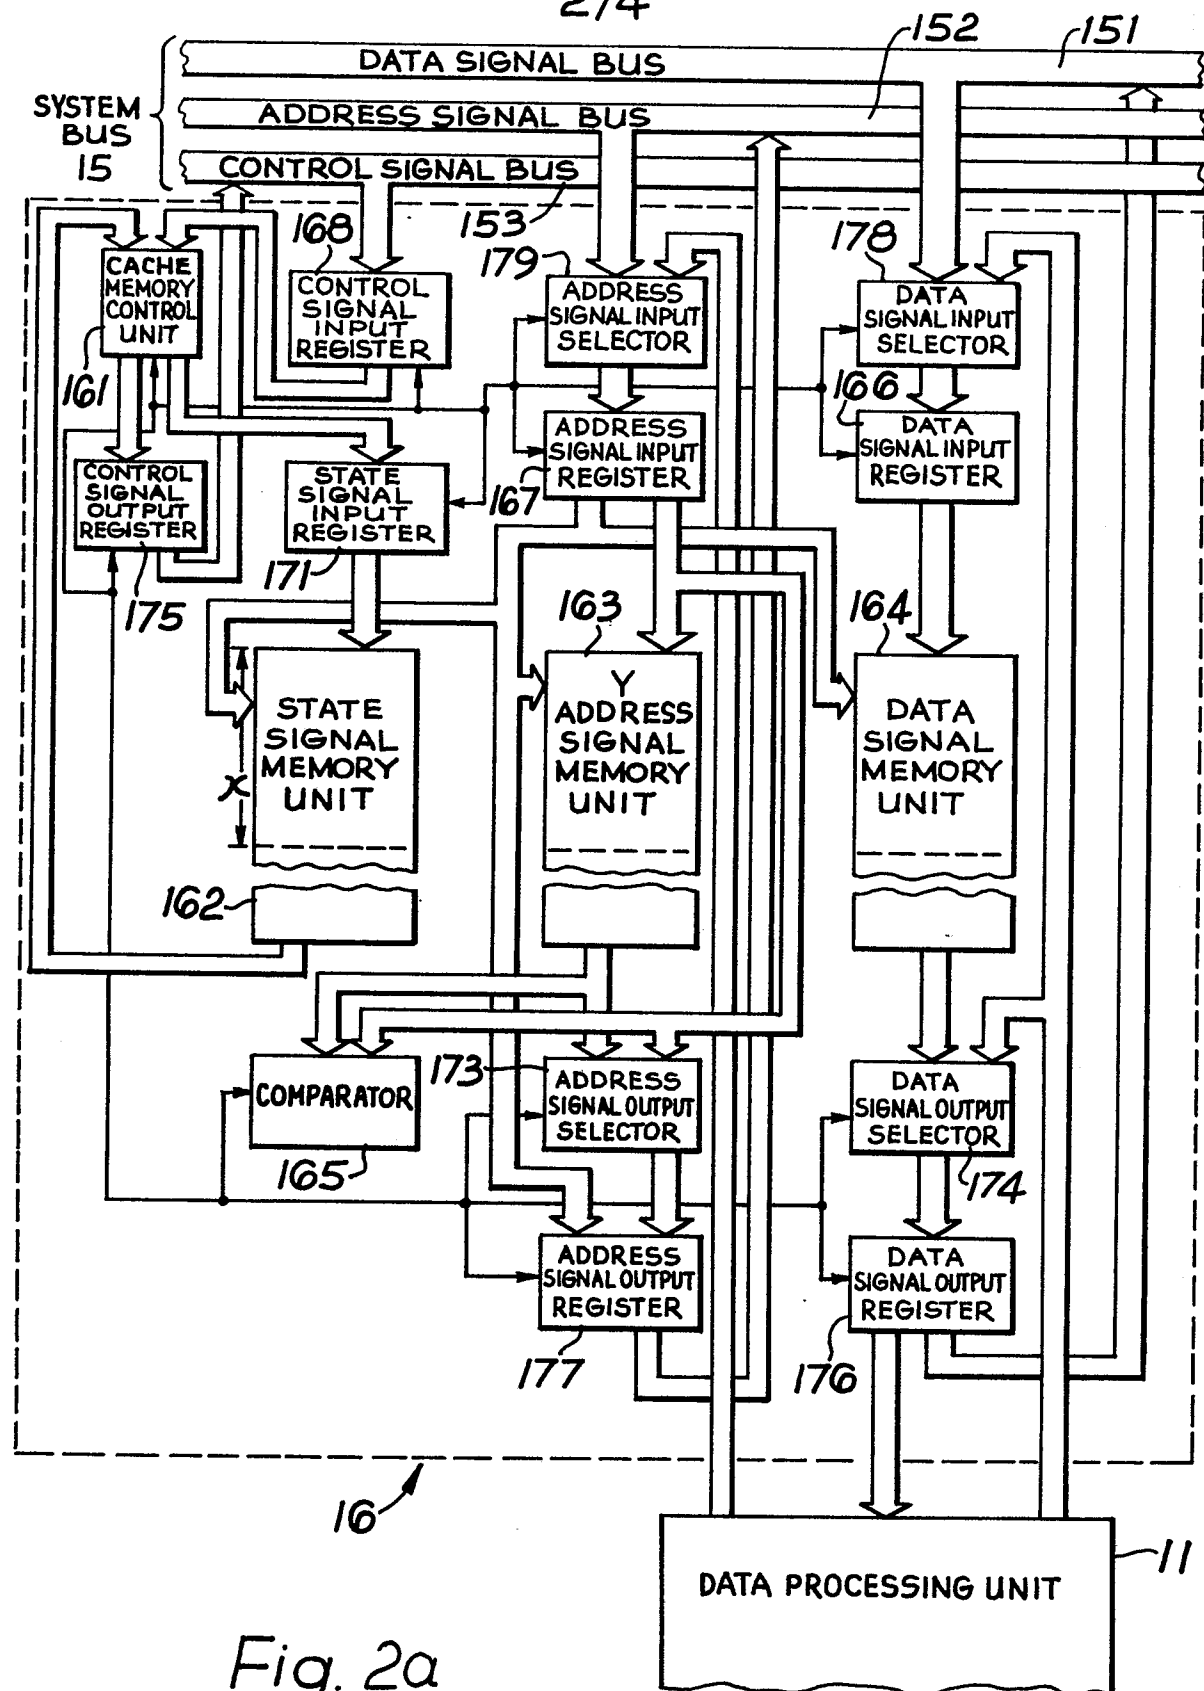 2/4
152
151
DATA SIGNAL BUS
SYSTEM
BUS
15
ADDRESS SIGNAL BUS
CONTROL SIGNAL BUS
153
168
179
178
CACHE
MEMORY
CONTROL
UNIT
161
CONTROL
SIGNAL
INPUT
REGISTER
ADDRESS
SIGNAL INPUT
SELECTOR
DATA
SIGNAL INPUT
SELECTOR
166
CONTROL
SIGNAL
OUTPUT
REGISTER
175
STATE
SIGNAL
INPUT
REGISTER
171
ADDRESS
SIGNAL INPUT
REGISTER
167
DATA
SIGNAL INPUT
REGISTER
163
164
STATE
SIGNAL
MEMORY
UNIT
X
162
Y
ADDRESS
SIGNAL
MEMORY
UNIT
DATA
SIGNAL
MEMORY
UNIT
COMPARATOR
165
173
ADDRESS
SIGNAL OUTPUT
SELECTOR
DATA
SIGNAL OUTPUT
SELECTOR
174
ADDRESS
SIGNAL OUTPUT
REGISTER
177
DATA
SIGNAL OUTPUT
REGISTER
176
16
11
DATA PROCESSING UNIT
Fig. 2a